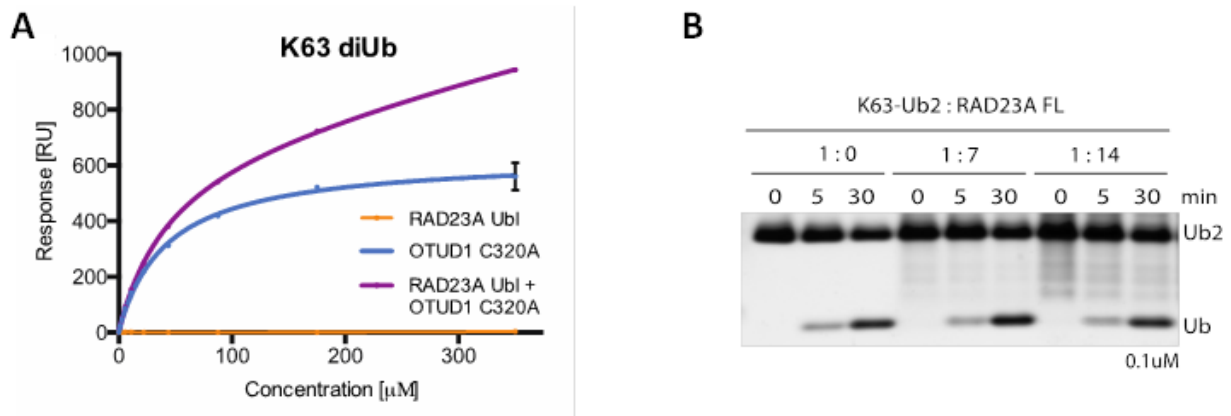 A
K63 diUb
Response [RU]
1000
800
600
400
200
0
0
100
200
300
Concentration [µM]
RAD23A Ubl
OTUD1 C320A
RAD23A Ubl +
OTUD1 C320A
B
K63-Ub2 : RAD23A FL
1 : 0 1 : 7 1 : 14
0 5 30 0 5 30 0 5 30 min
Ub2
Ub
0.1uM